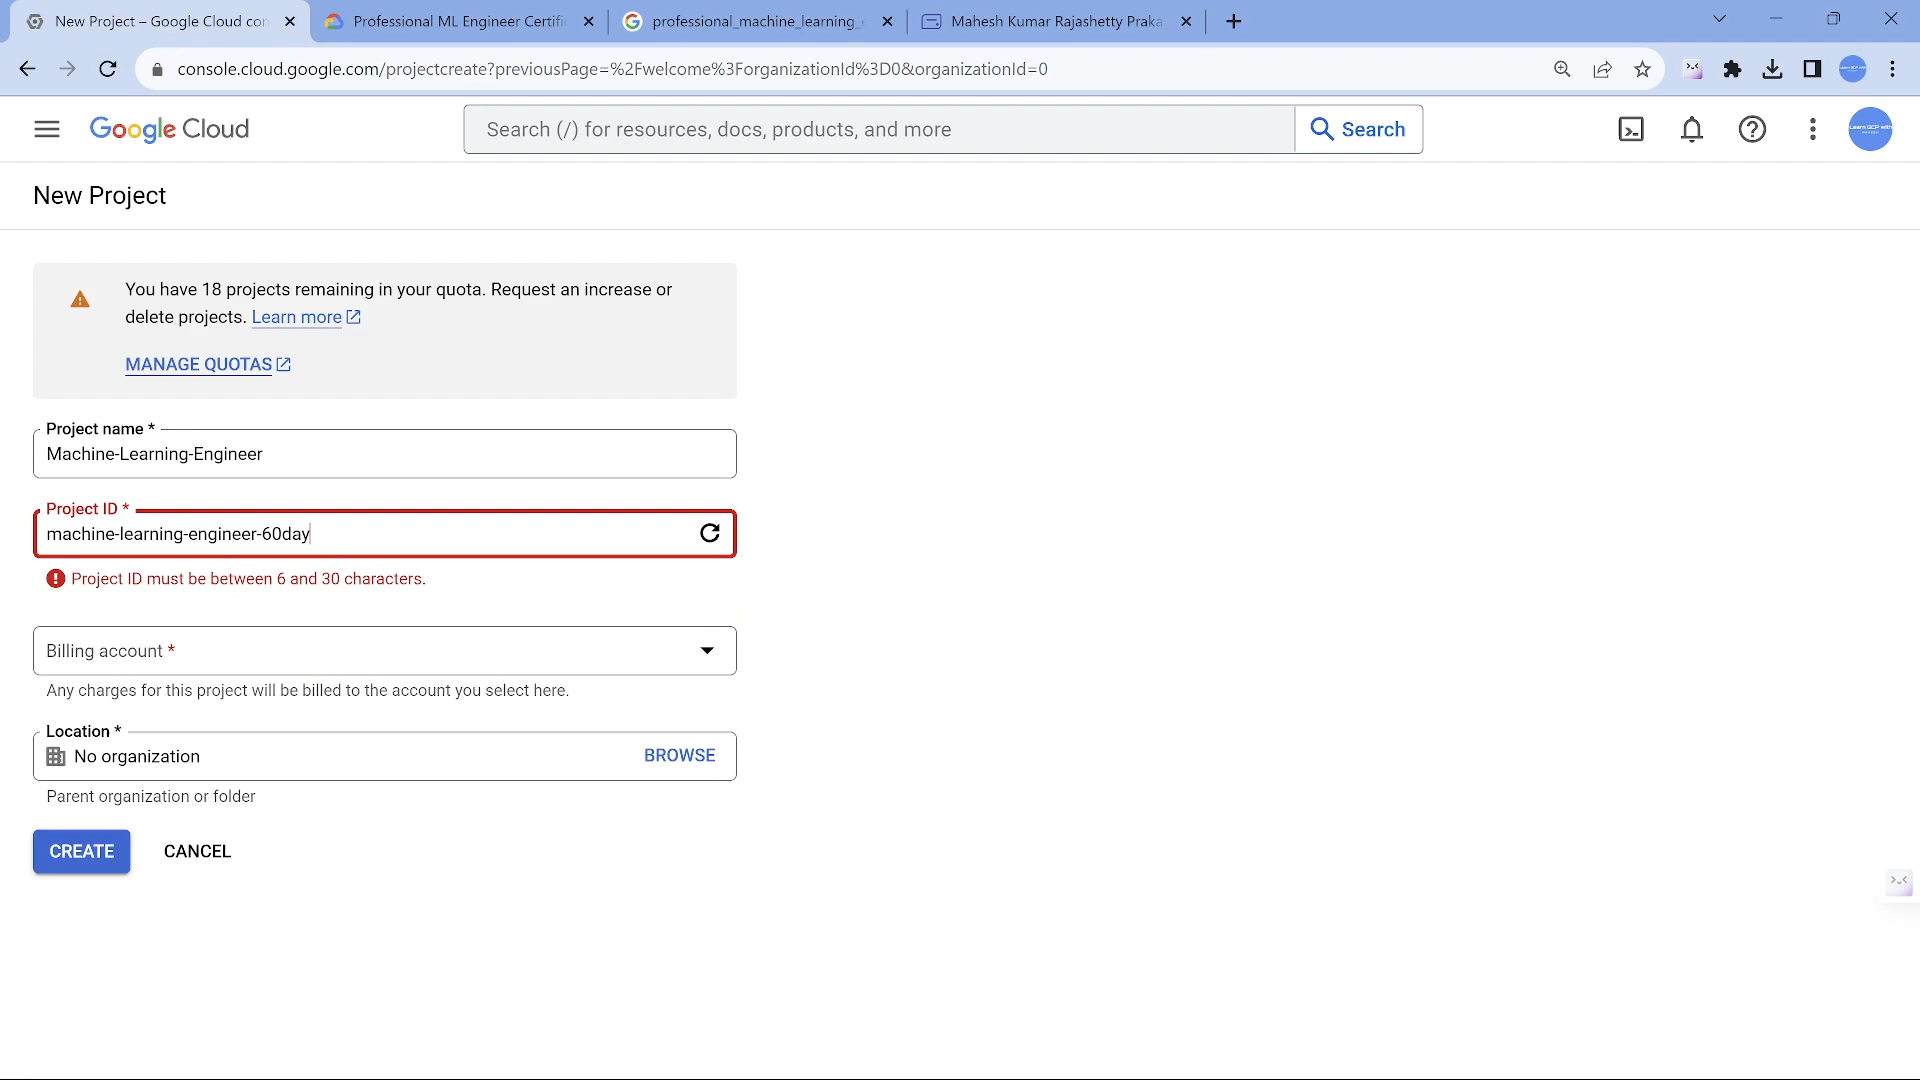 New Project – Google Cloud con
Professional ML Engineer Certific
professional_machine_learning_e
Mahesh Kumar Rajashetty Praka
console.cloud.google.com/projectcreate?previousPage=%2Fwelcome%3ForganizationId%3D0&organizationId=0
Google Cloud
Search (/) for resources, docs, products, and more
Search
New Project
You have 18 projects remaining in your quota. Request an increase or
delete projects. Learn more
MANAGE QUOTAS
Project name *
Machine-Learning-Engineer
Project ID *
machine-learning-engineer-60day
Project ID must be between 6 and 30 characters.
Billing account *
Any charges for this project will be billed to the account you select here.
Location *
No organization
BROWSE
Parent organization or folder
CREATE
CANCEL